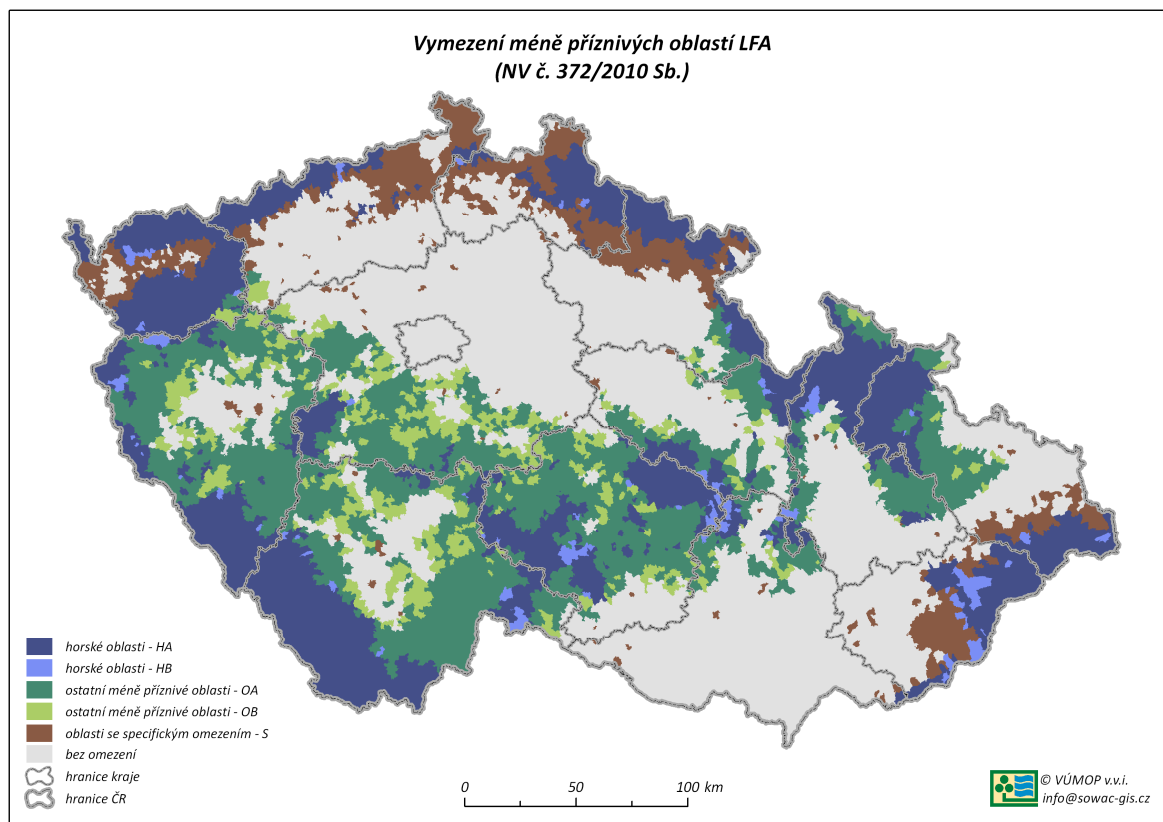 Vymezení méně příznivých oblastí LFA
(NV č. 372/2010 Sb.)
horské oblasti - HA
horské oblasti - HB
ostatní méně příznivé oblasti - OA
ostatní méně příznivé oblasti - OB
oblasti se specifickým omezením - S
bez omezení
hranice kraje
hranice ČR
0 50 100 km
© VÚMOP v.v.i.
info@sowac-gis.cz